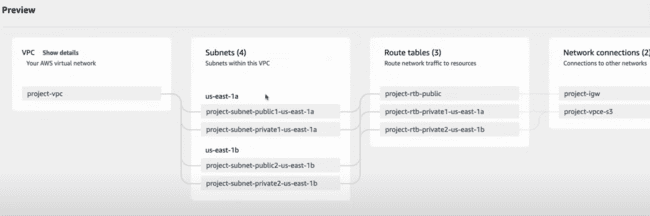 Preview
VPC Show details
Your AWS virtual network
project-vpc
Subnets (4)
Subnets within this VPC
us-east-1a
project-subnet-public1-us-east-1a
project-subnet-private1-us-east-1a
us-east-1b
project-subnet-public2-us-east-1b
project-subnet-private2-us-east-1b
Route tables (3)
Route network traffic to resources
project-rtb-public
project-rtb-private1-us-east-1a
project-rtb-private2-us-east-1b
Network connections (2)
Connections to other networks
project-igw
project-vpce-s3